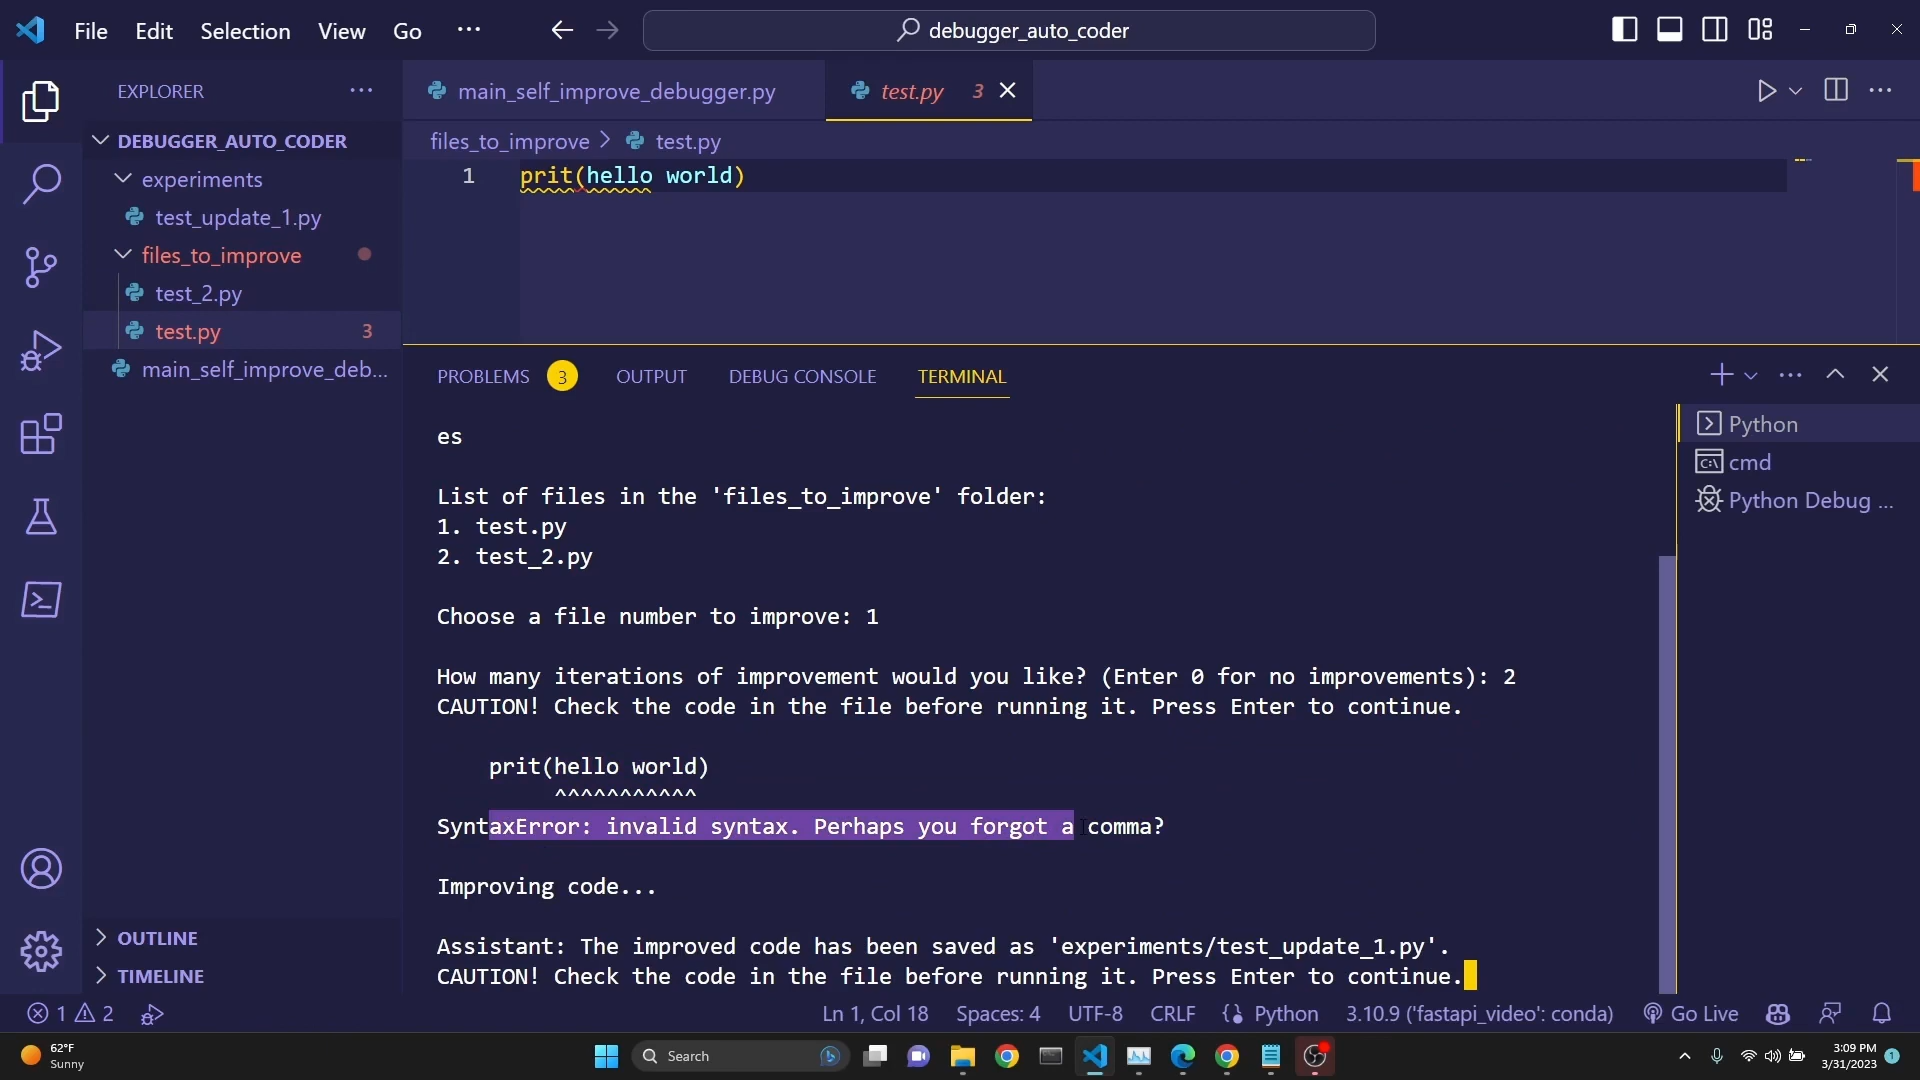 File Edit Selection View Go ···
debugger_auto_coder
EXPLORER
main_self_improve_debugger.py
test.py 3
DEBUGGER_AUTO_CODER
files_to_improve > test.py
experiments
1 prit(hello world)
test_update_1.py
files_to_improve
test_2.py
test.py 3
main_self_improve_deb...
PROBLEMS 3 OUTPUT DEBUG CONSOLE TERMINAL
Python
cmd
Python Debug ...
es
List of files in the 'files_to_improve' folder:
1. test.py
2. test_2.py
Choose a file number to improve: 1
How many iterations of improvement would you like? (Enter 0 for no improvements): 2
CAUTION! Check the code in the file before running it. Press Enter to continue.
prit(hello world)
^^^^^^^^^^^
SyntaxError: invalid syntax. Perhaps you forgot a comma?
Improving code...
Assistant: The improved code has been saved as 'experiments/test_update_1.py'.
CAUTION! Check the code in the file before running it. Press Enter to continue.
OUTLINE
TIMELINE
1 2
Ln 1, Col 18 Spaces: 4 UTF-8 CRLF Python 3.10.9 ('fastapi_video': conda) Go Live
62°F
Sunny
Search
3:09 PM
3/31/2023
1